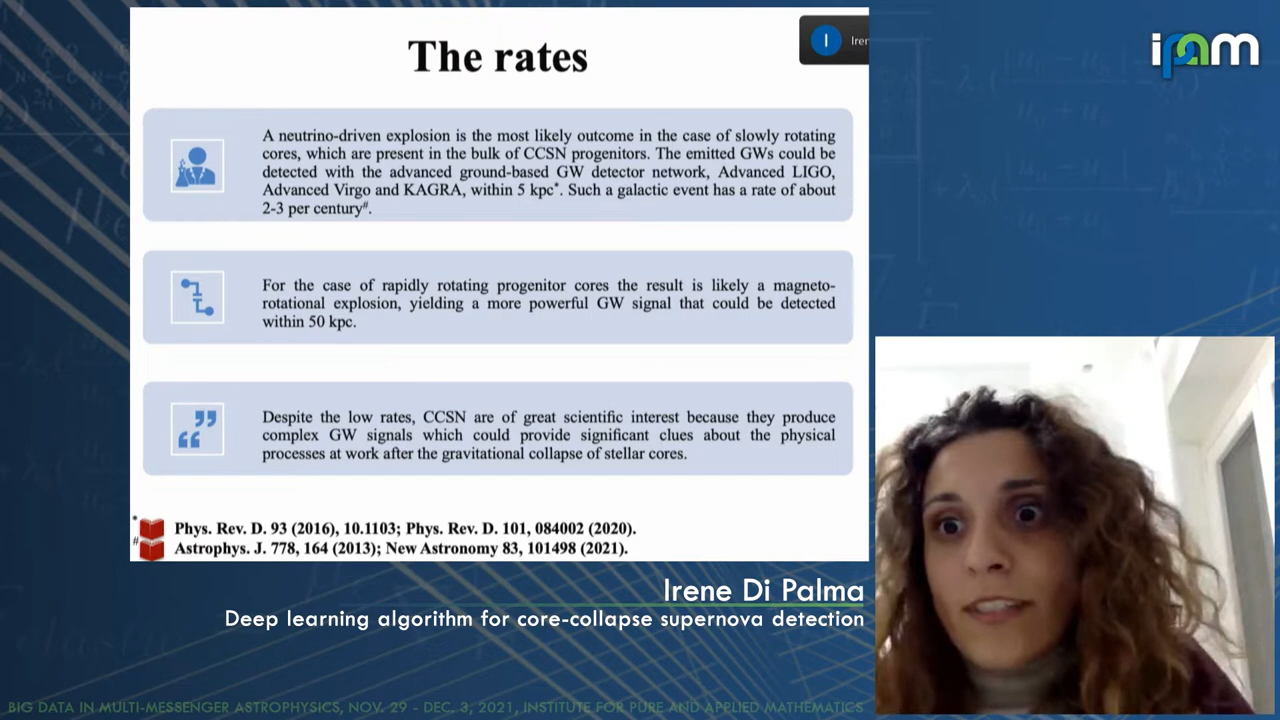 The rates
I
Iren
ipam
A neutrino-driven explosion is the most likely outcome in the case of slowly rotating
cores, which are present in the bulk of CCSN progenitors. The emitted GWs could be
detected with the advanced ground-based GW detector network, Advanced LIGO,
Advanced Virgo and KAGRA, within 5 kpc*. Such a galactic event has a rate of about
2-3 per century#.
For the case of rapidly rotating progenitor cores the result is likely a magneto-
rotational explosion, yielding a more powerful GW signal that could be detected
within 50 kpc.
Despite the low rates, CCSN are of great scientific interest because they produce
complex GW signals which could provide significant clues about the physical
processes at work after the gravitational collapse of stellar cores.
* Phys. Rev. D. 93 (2016), 10.1103; Phys. Rev. D. 101, 084002 (2020).
# Astrophys. J. 778, 164 (2013); New Astronomy 83, 101498 (2021).
Irene Di Palma
Deep learning algorithm for core-collapse supernova detection
BIG DATA IN MULTI-MESSENGER ASTROPHYSICS, NOV. 29 - DEC. 3, 2021, INSTITUTE FOR PURE AND APPLIED MATHEMATICS